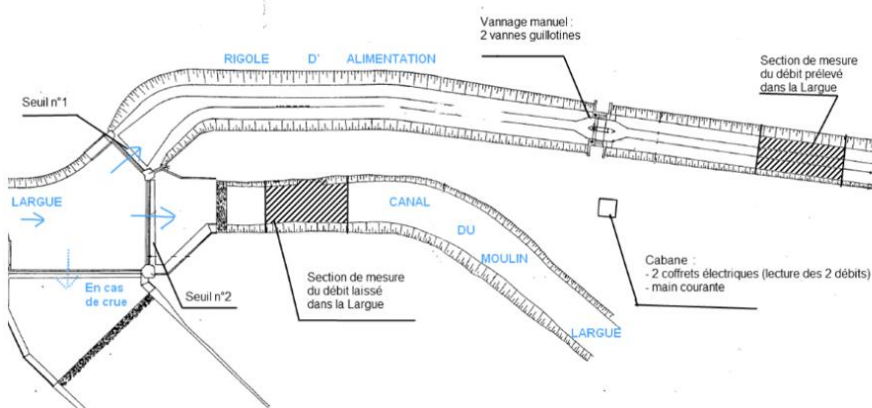 Vannage manuel :
2 vannes guillotines
RIGOLE D' ALIMENTATION
Section de mesure
du débit prélevé
dans la Largue
Seuil n°1
LARGUE
CANAL
DU
MOULIN
LARGUE
En cas
de crue
Seuil n°2
Section de mesure
du débit laissé
dans la Largue
Cabane :
- 2 coffrets électriques (lecture des 2 débits)
- main courante